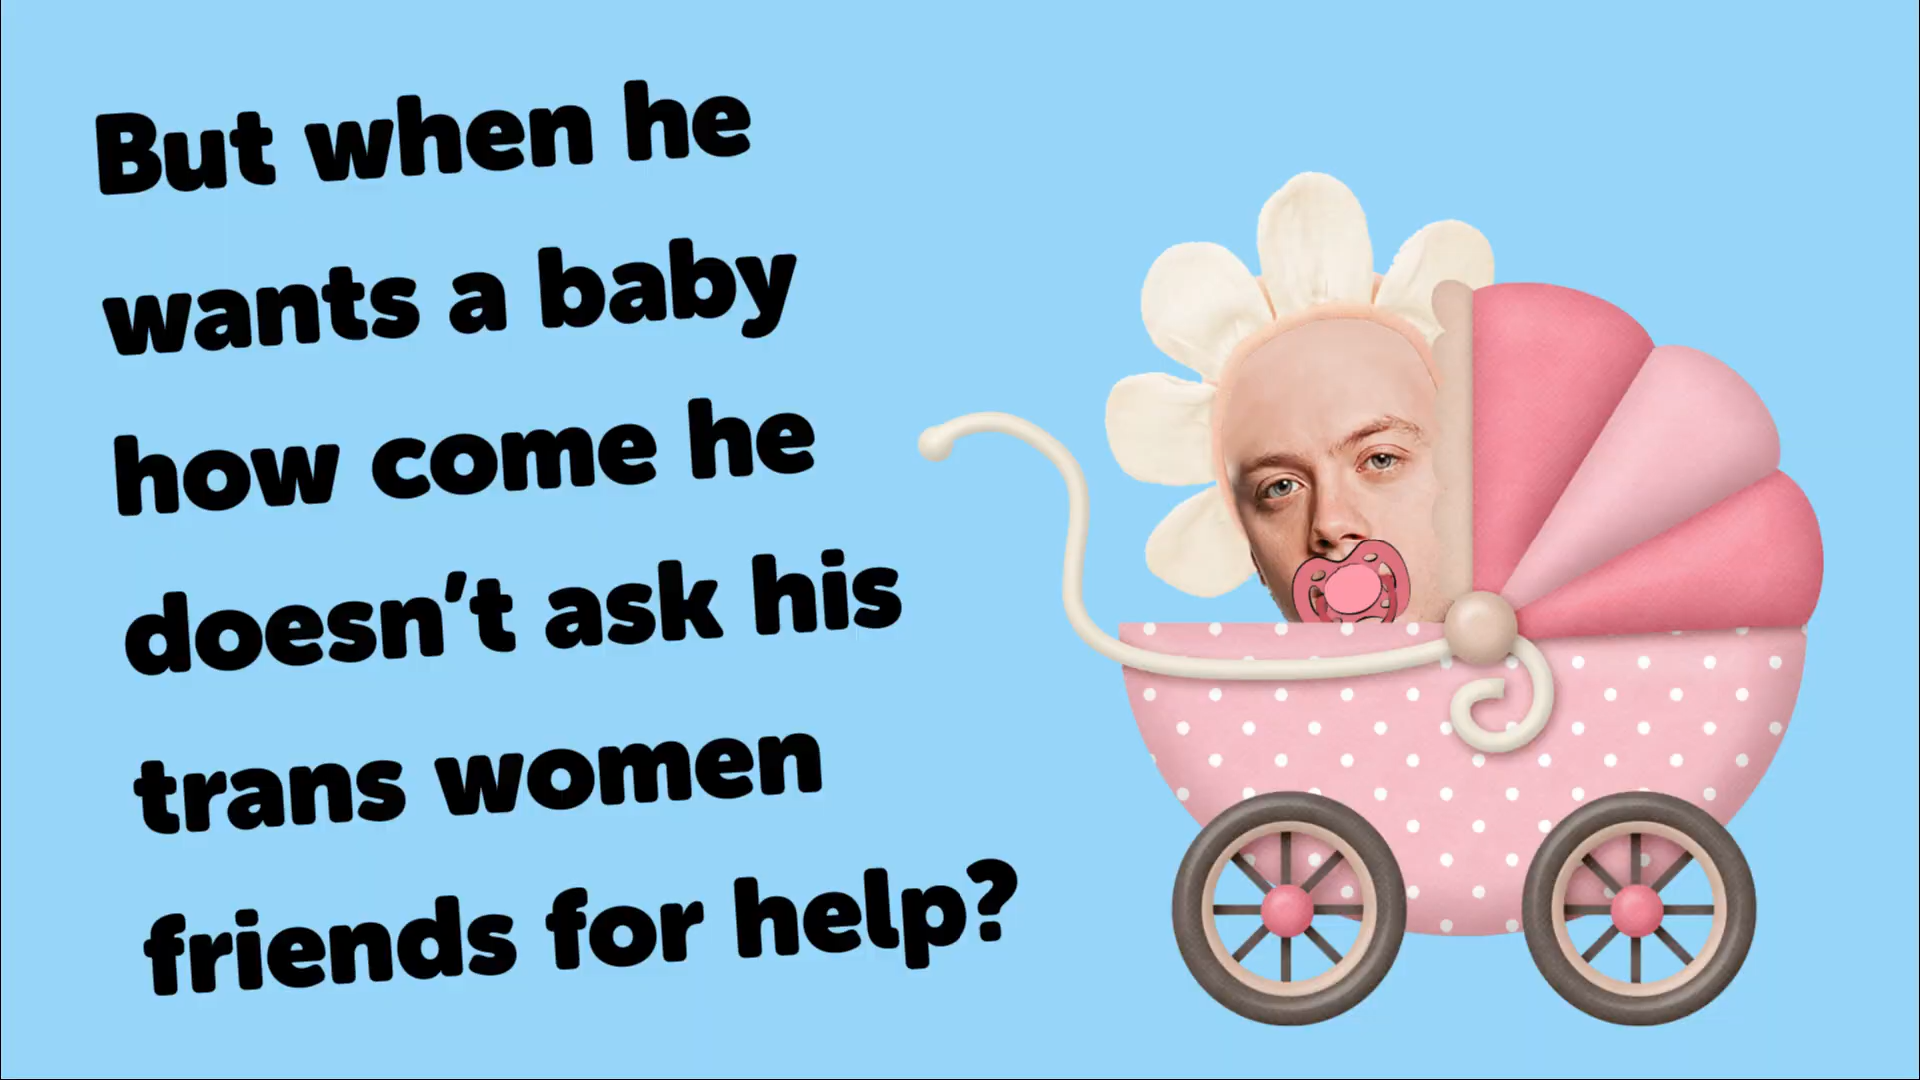 But when he
wants a baby
how come he
doesn’t ask his
trans women
friends for help?